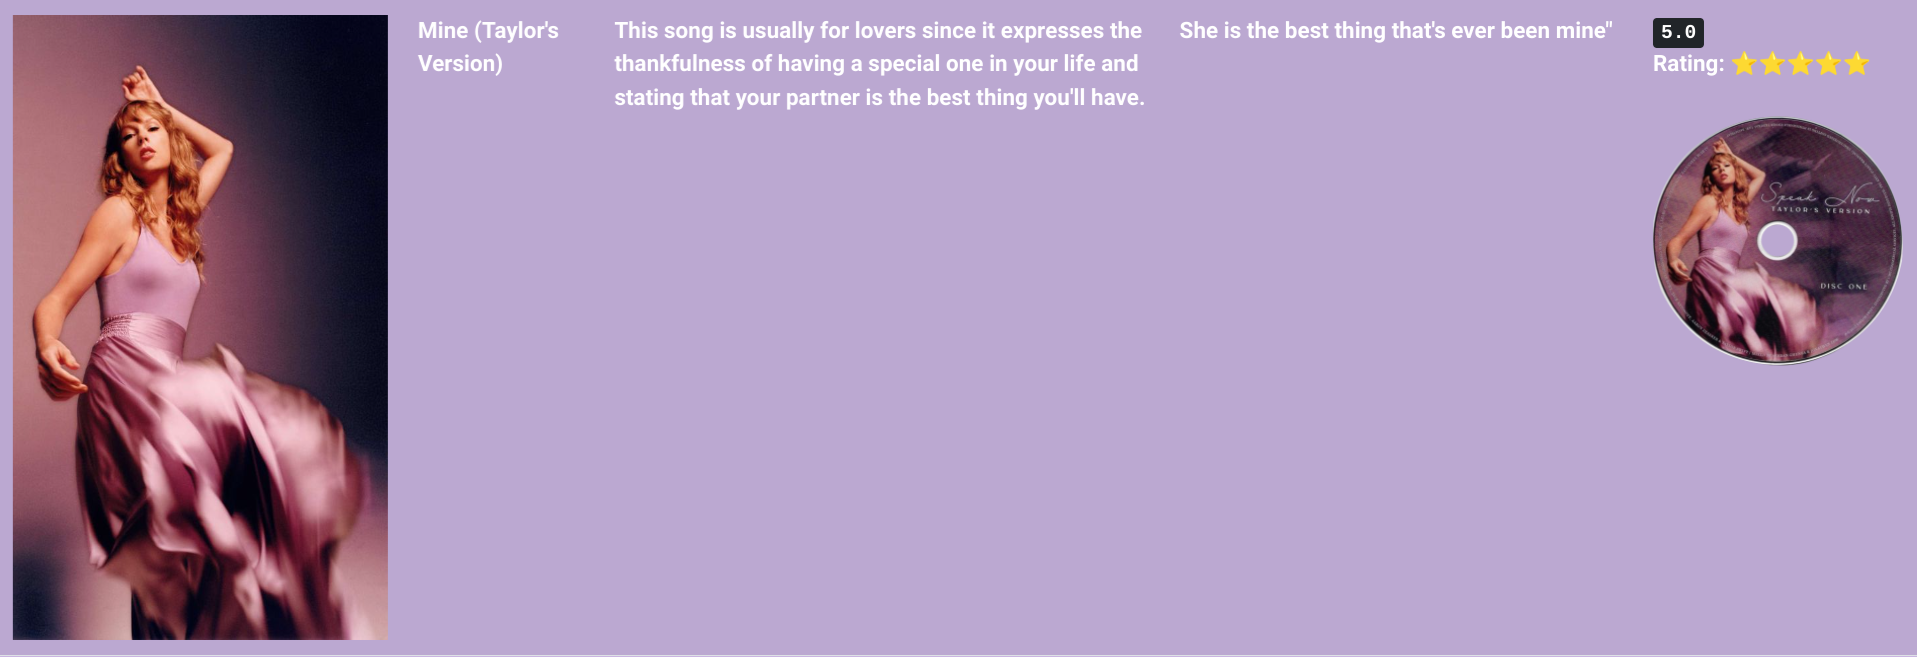 Mine (Taylor's
Version)
This song is usually for lovers since it expresses the
thankfulness of having a special one in your life and
stating that your partner is the best thing you'll have.
She is the best thing that's ever been mine"
5.0
Rating: ⭐⭐⭐⭐⭐
Speak Now
TAYLOR'S VERSION
DISC ONE